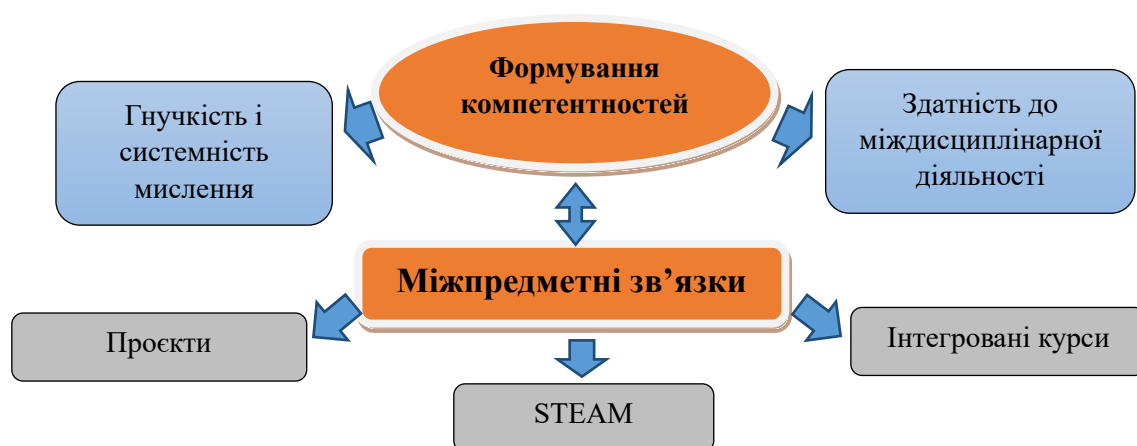 Формування
компетентностей
Гнучкість і
системність
мислення
Здатність до
міждисциплінарної
діяльності
Міжпредметні зв’язки
Проєкти
STEAM
Інтегровані курси